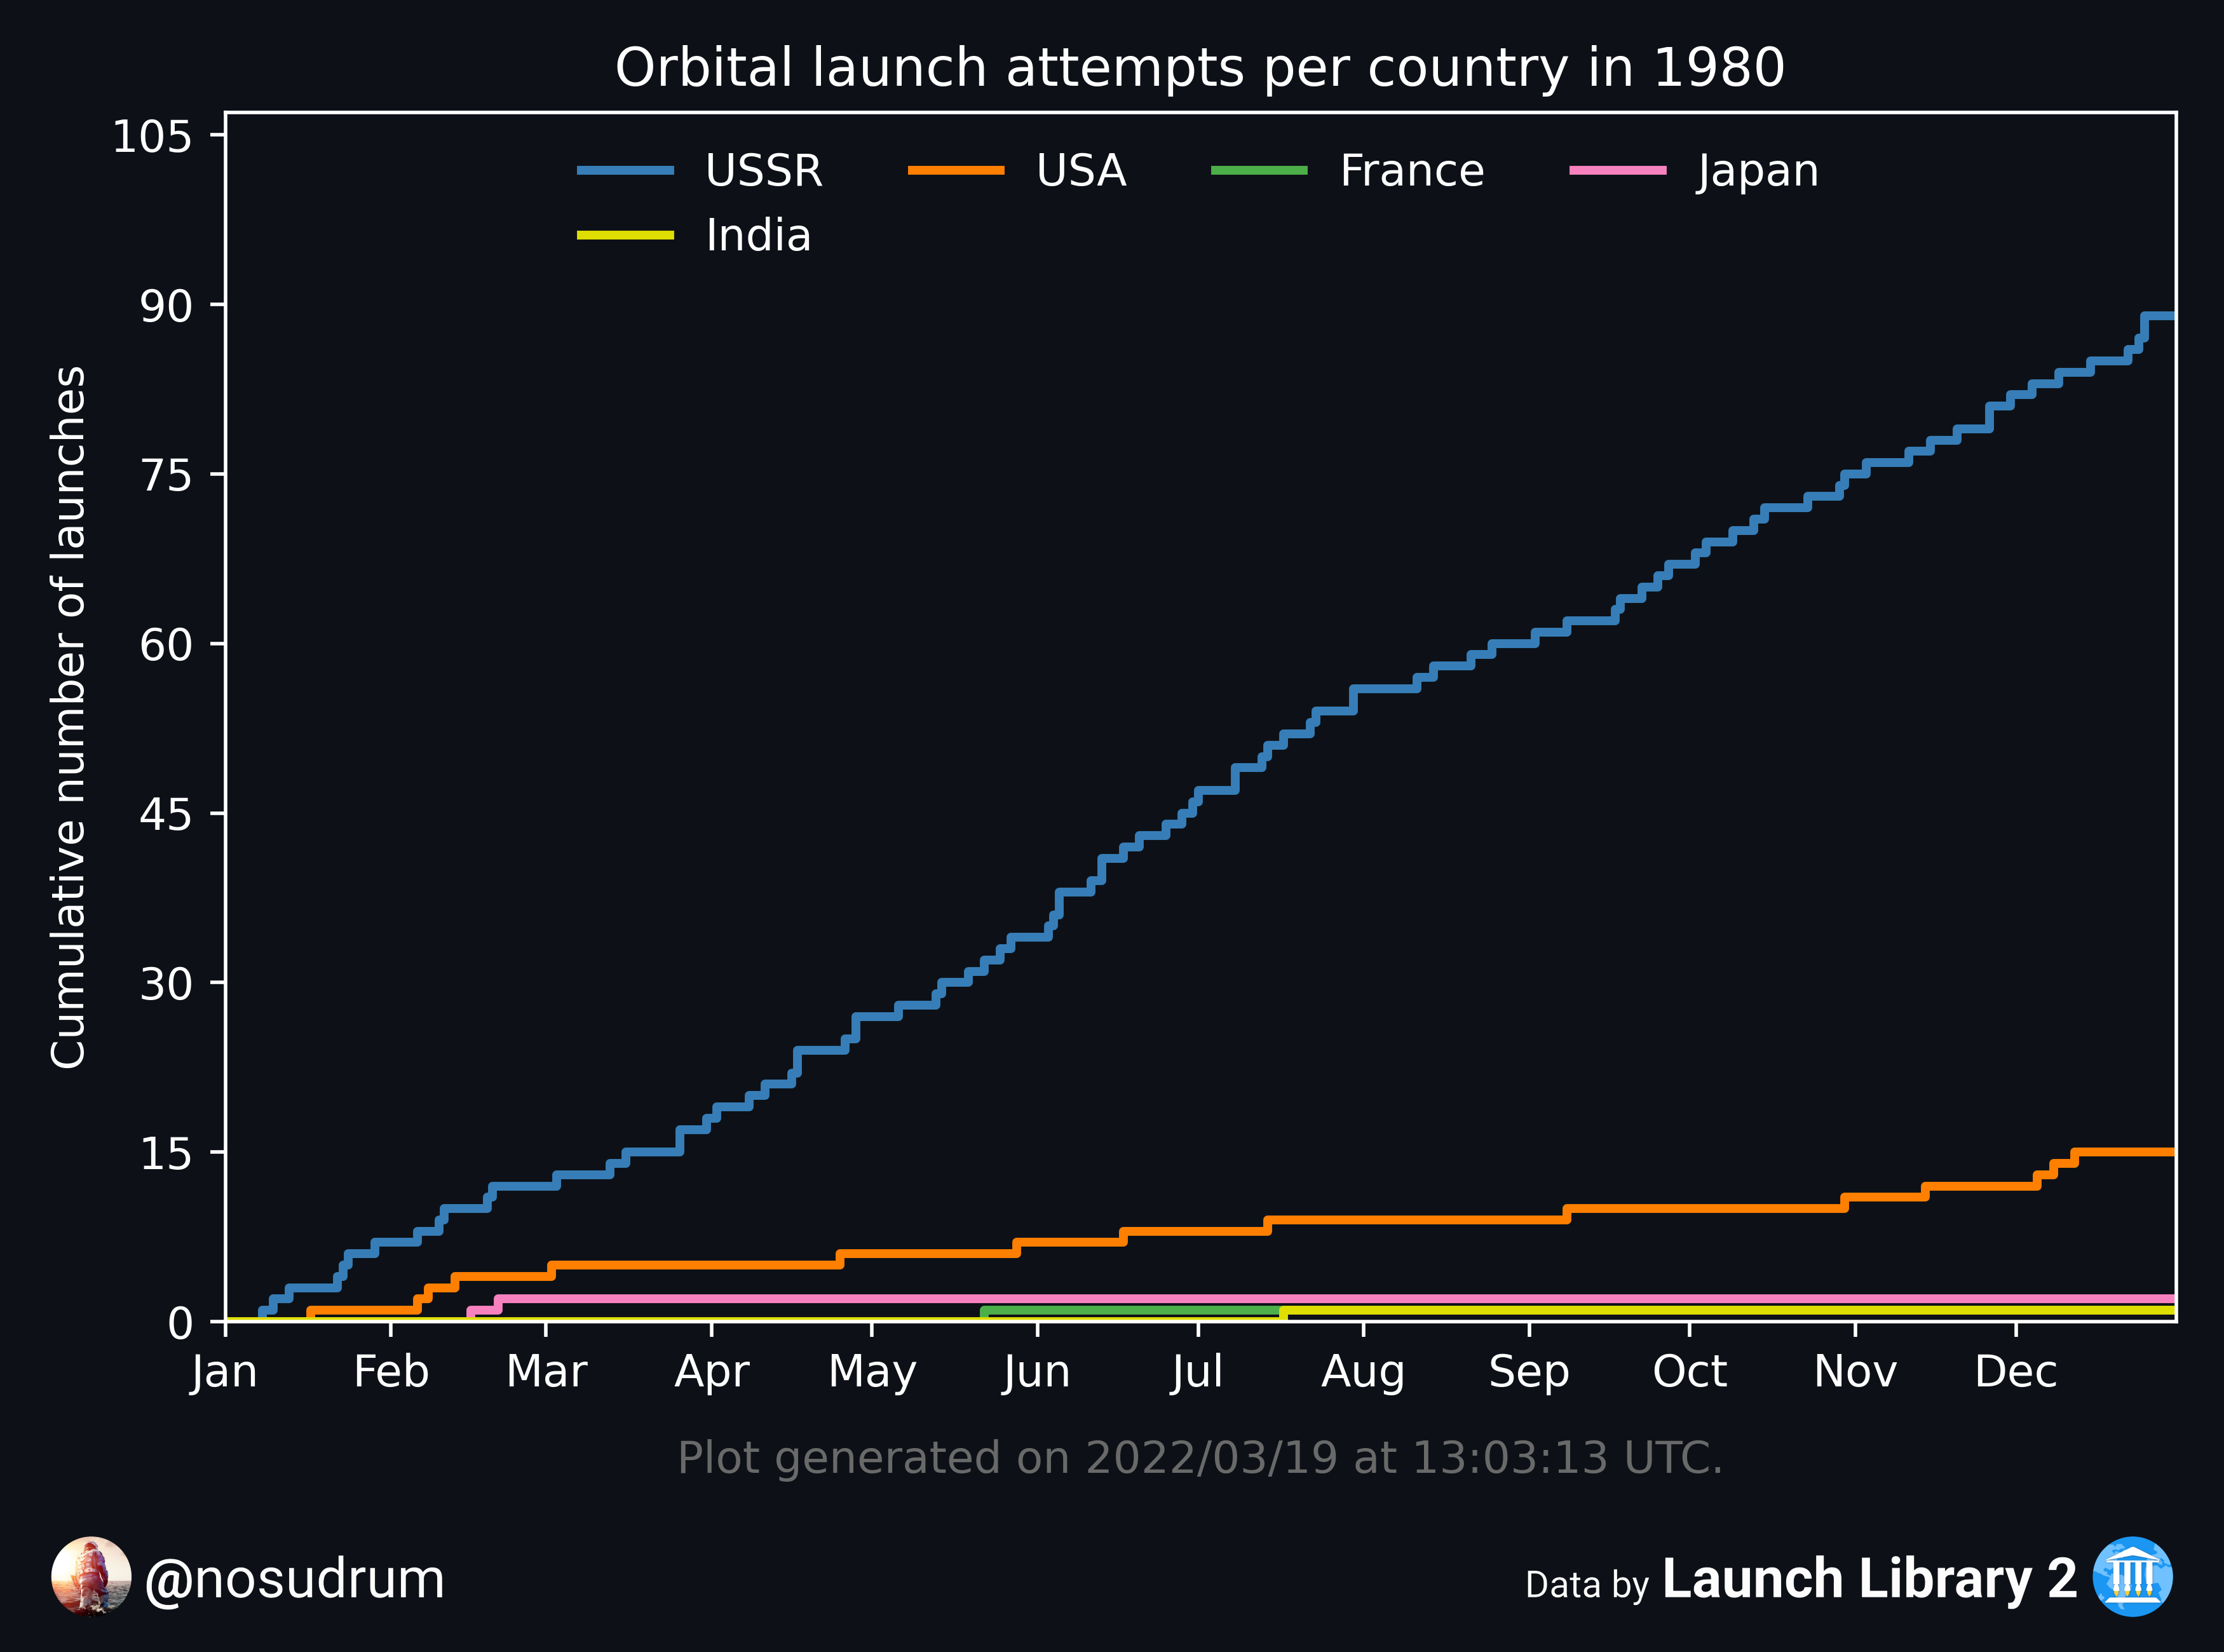 Orbital launch attempts per country in 1980
USSR USA France Japan
India
Cumulative number of launches
105
90
75
60
45
30
15
0
Jan Feb Mar Apr May Jun Jul Aug Sep Oct Nov Dec
Plot generated on 2022/03/19 at 13:03:13 UTC.
@nosudrum
Data by Launch Library 2